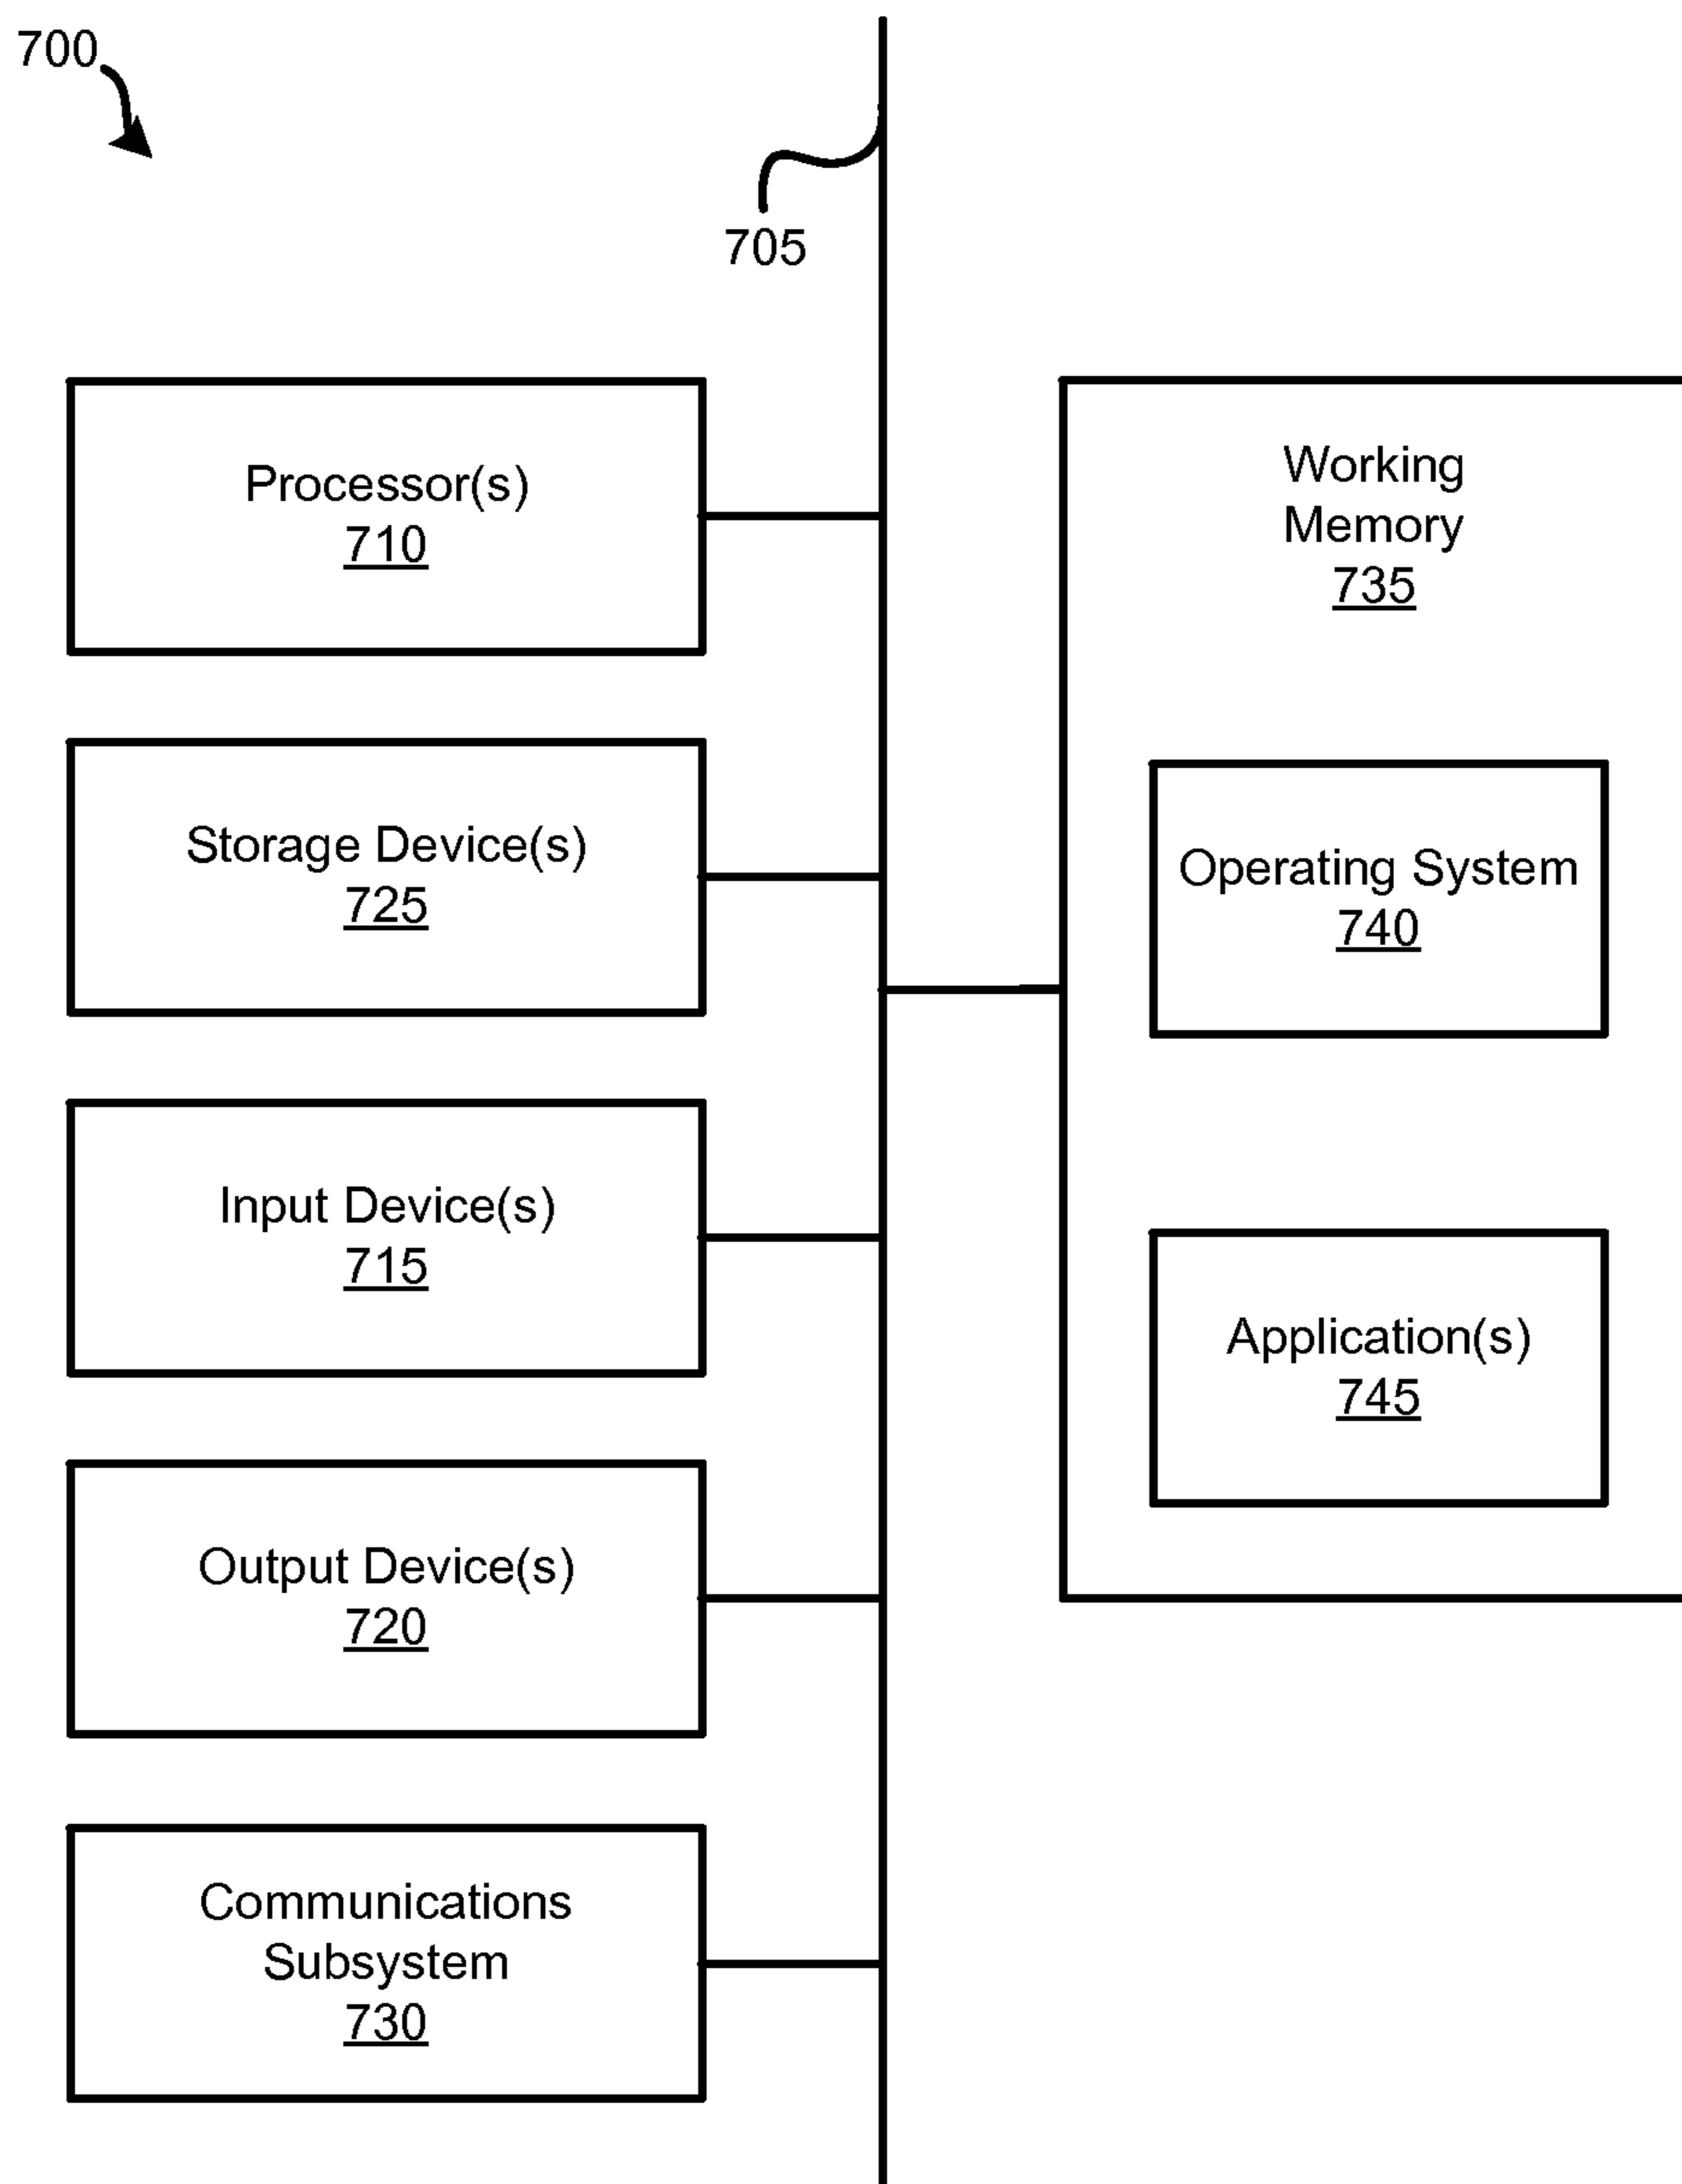 700
705
Processor(s)
710
Storage Device(s)
725
Input Device(s)
715
Output Device(s)
720
Communications
Subsystem
730
Working
Memory
735
Operating System
740
Application(s)
745